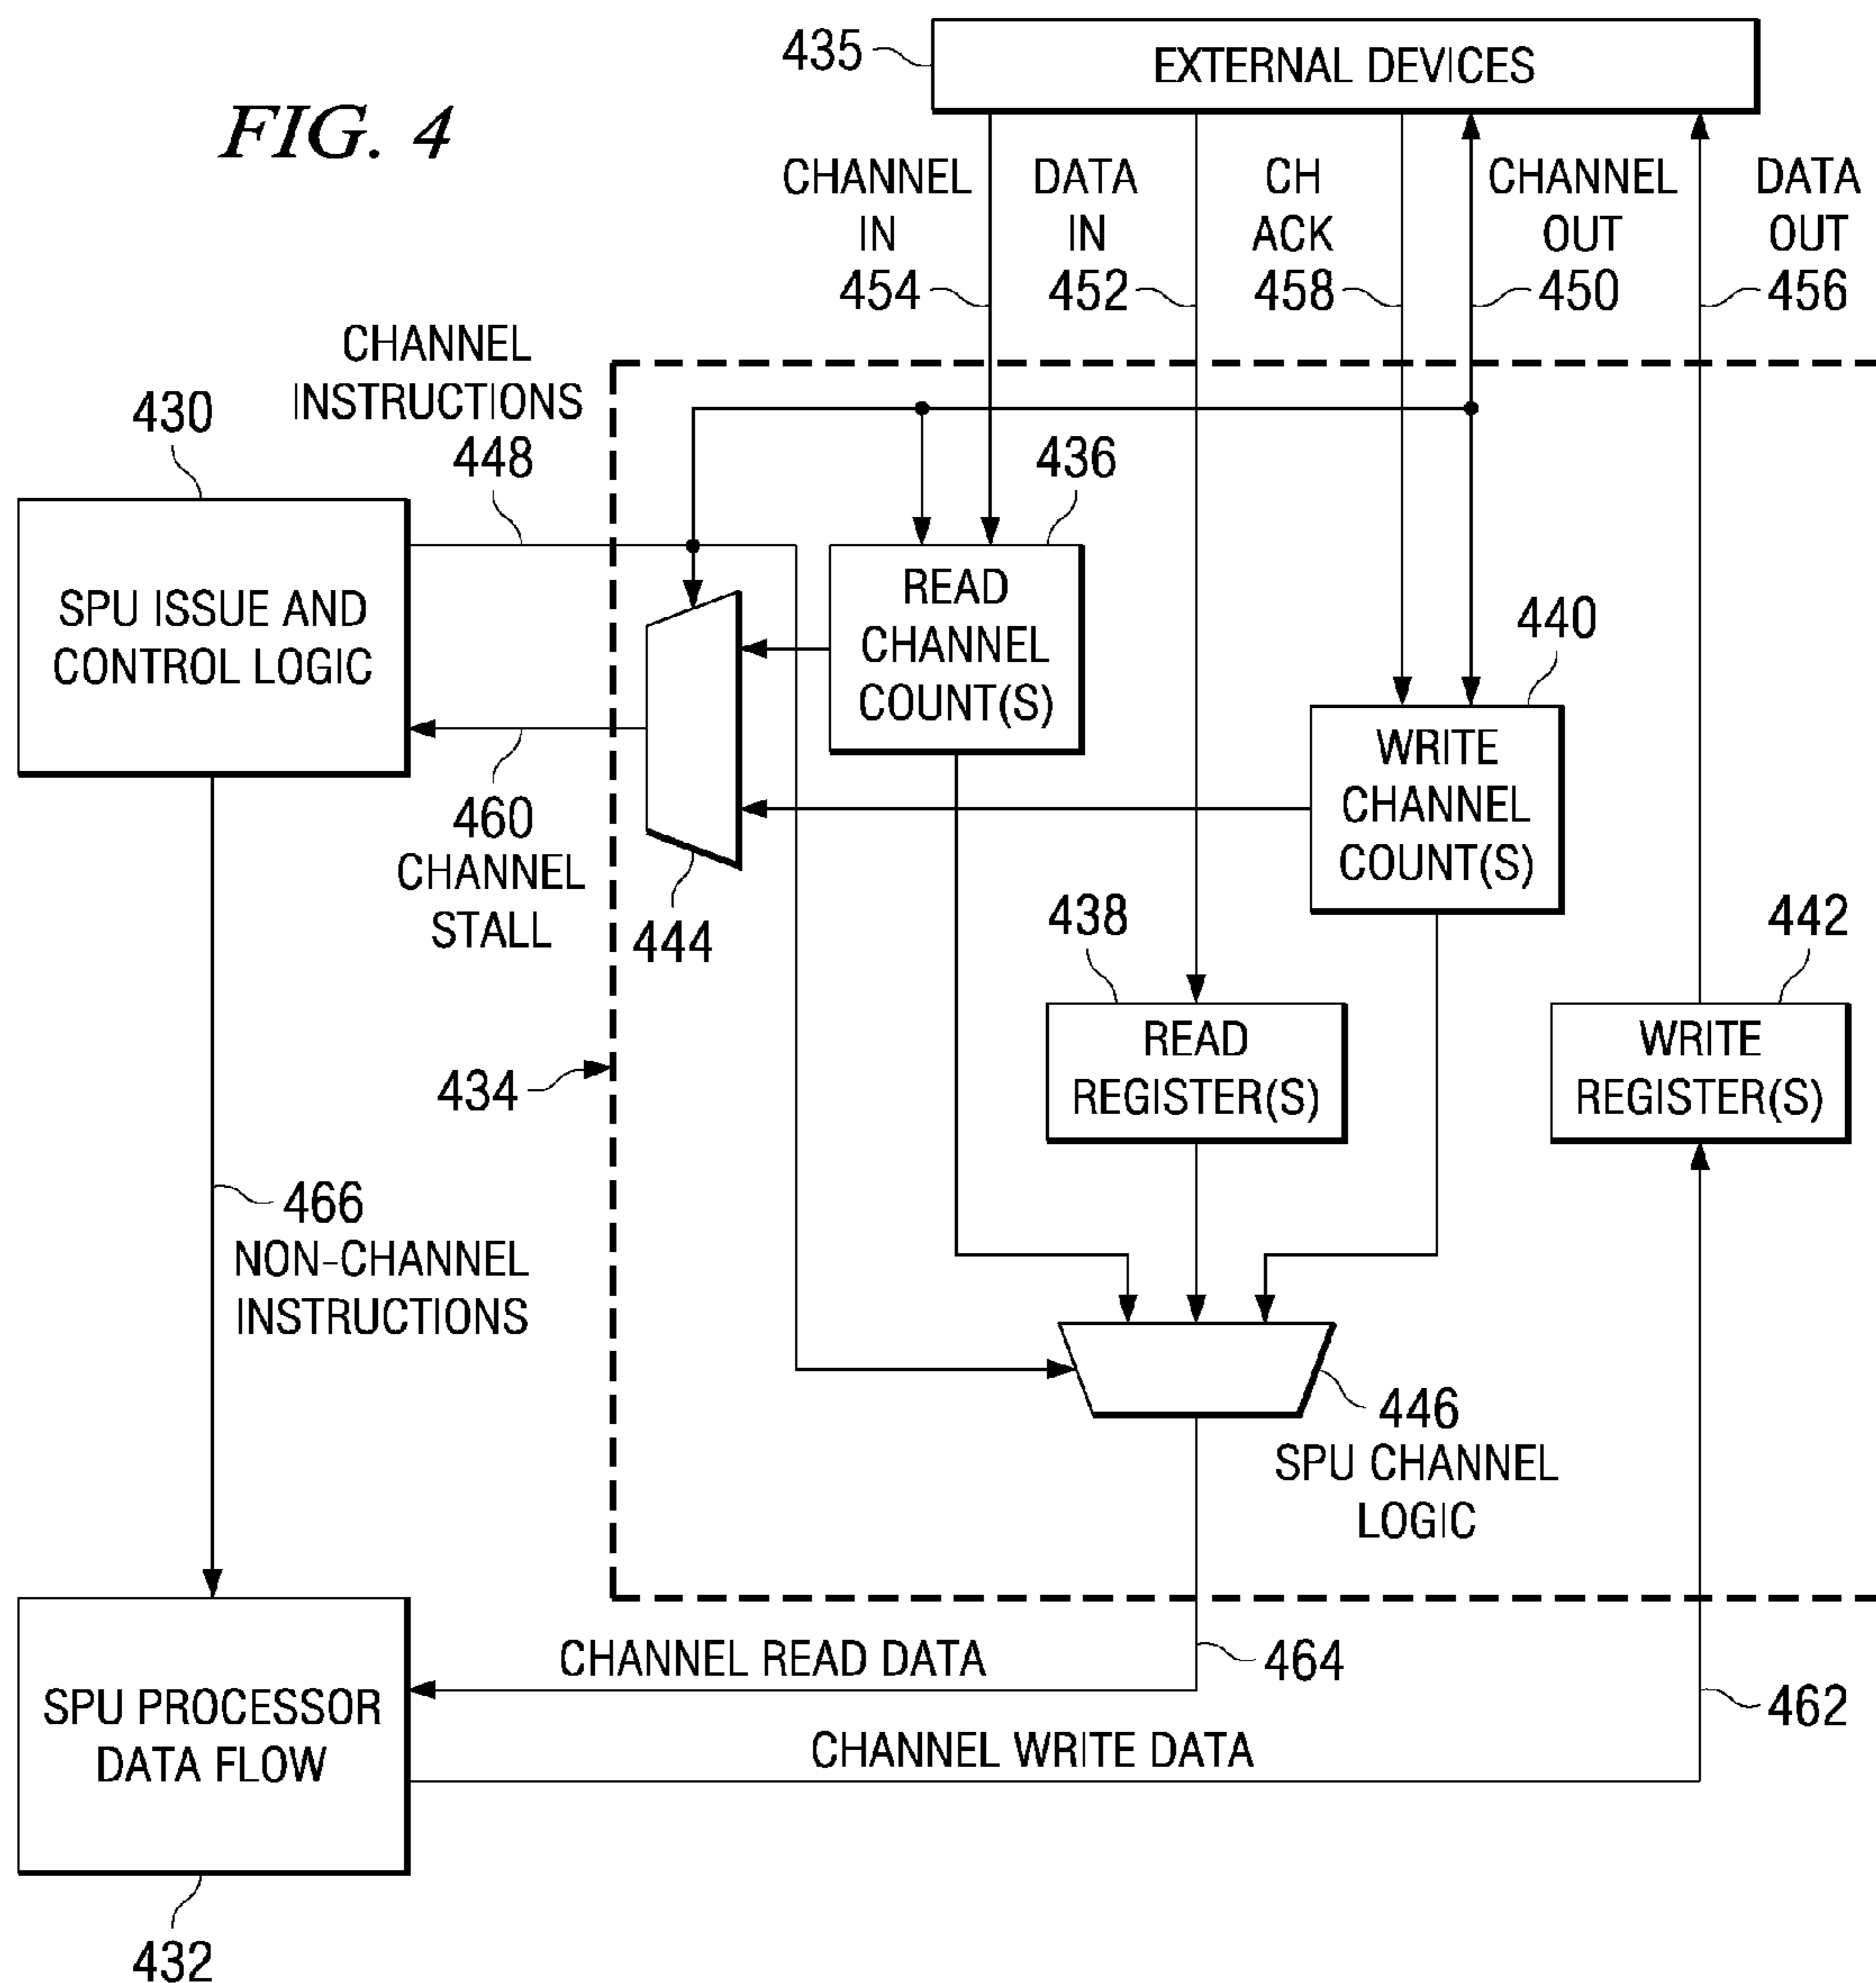 FIG. 4
435
EXTERNAL DEVICES
CHANNEL
IN
454
DATA
IN
452
CH
ACK
458
CHANNEL
OUT
450
DATA
OUT
456
CHANNEL
INSTRUCTIONS
448
430
SPU ISSUE AND
CONTROL LOGIC
436
READ
CHANNEL
COUNT(S)
440
WRITE
CHANNEL
COUNT(S)
460
CHANNEL
STALL
444
438
READ
REGISTER(S)
442
WRITE
REGISTER(S)
434
466
NON-CHANNEL
INSTRUCTIONS
446
SPU CHANNEL
LOGIC
CHANNEL READ DATA
464
SPU PROCESSOR
DATA FLOW
462
CHANNEL WRITE DATA
432